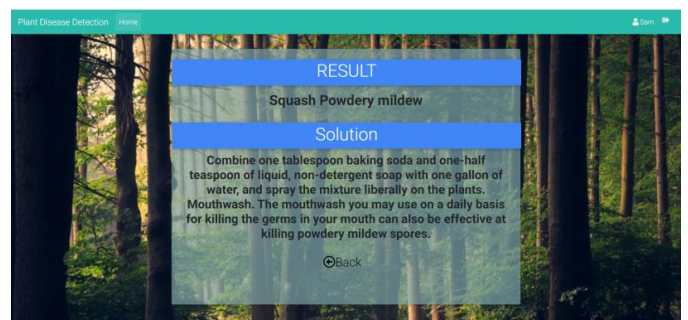 Plant Disease Detection Home Sam
RESULT
Squash Powdery mildew
Solution
Combine one tablespoon baking soda and one-half
teaspoon of liquid, non-detergent soap with one gallon of
water, and spray the mixture liberally on the plants.
Mouthwash. The mouthwash you may use on a daily basis
for killing the germs in your mouth can also be effective at
killing powdery mildew spores.
Back